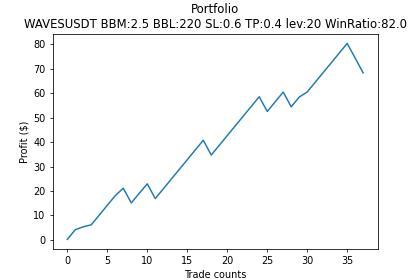 Portfolio
WAVESUSDT BBM:2.5 BBL:220 SL:0.6 TP:0.4 lev:20 WinRatio:82.0
80
70
60
50
40
30
20
10
0
Profit ($)
0 5 10 15 20 25 30 35
Trade counts